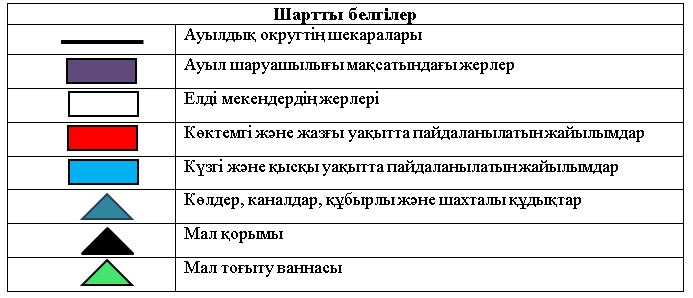 Шартты белгілер
Ауылдық округтің шекаралары
Ауыл шаруашылығы мақсатындағы жерлер
Елді мекендердің жерлері
Көктемгі және жазғы уақытта пайдаланылатын жайылымдар
Күзгі және қысқы уақытта пайдаланылатын жайылымдар
Көлдер, каналдар, құбырлы және шахталы құдықтар
Мал қорымы
Мал тоғыту ваннасы